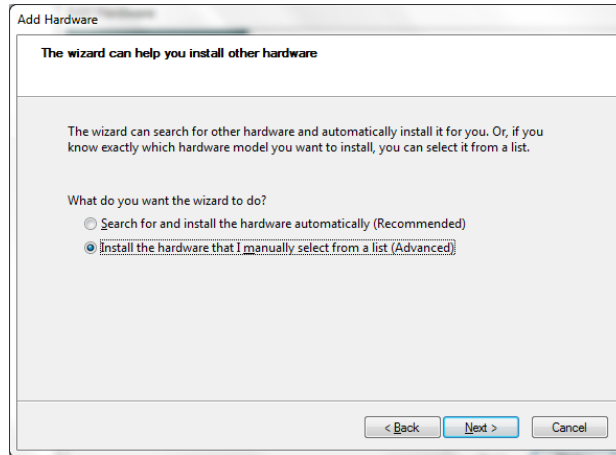 Add Hardware
The wizard can help you install other hardware
The wizard can search for other hardware and automatically install it for you. Or, if you
know exactly which hardware model you want to install, you can select it from a list.
What do you want the wizard to do?
Search for and install the hardware automatically (Recommended)
Install the hardware that I manually select from a list (Advanced)
< Back Next > Cancel